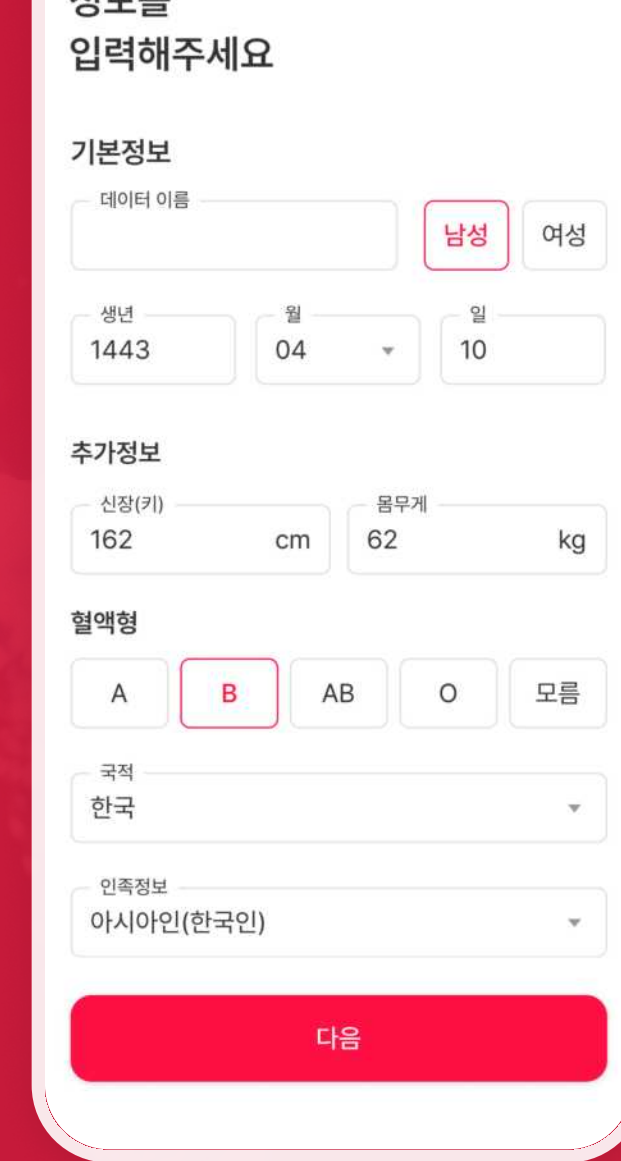 정보를
입력해주세요
기본정보
데이터 이름
남성 여성
생년 월 일
1443 04 10
추가정보
신장(키) 몸무게
162 cm 62 kg
혈액형
A B AB O 모름
국적
한국
인족정보
아시아인(한국인)
다음